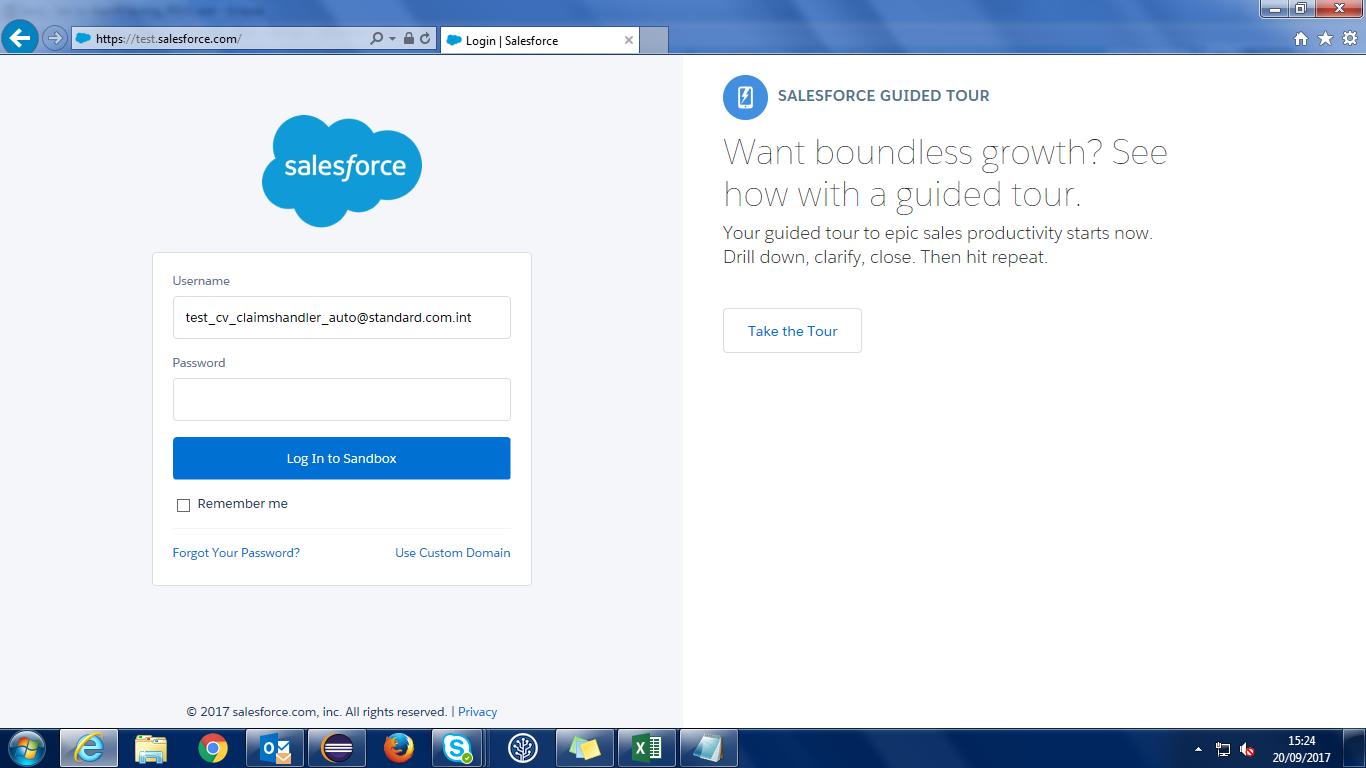 https://test.salesforce.com/
Login | Salesforce
salesforce
Username
test_cv_claimshandler_auto@standard.com.int
Password
Log In to Sandbox
Remember me
Forgot Your Password?
Use Custom Domain
© 2017 salesforce.com, inc. All rights reserved. | Privacy
SALESFORCE GUIDED TOUR
Want boundless growth? See
how with a guided tour.
Your guided tour to epic sales productivity starts now.
Drill down, clarify, close. Then hit repeat.
Take the Tour
15:24
20/09/2017